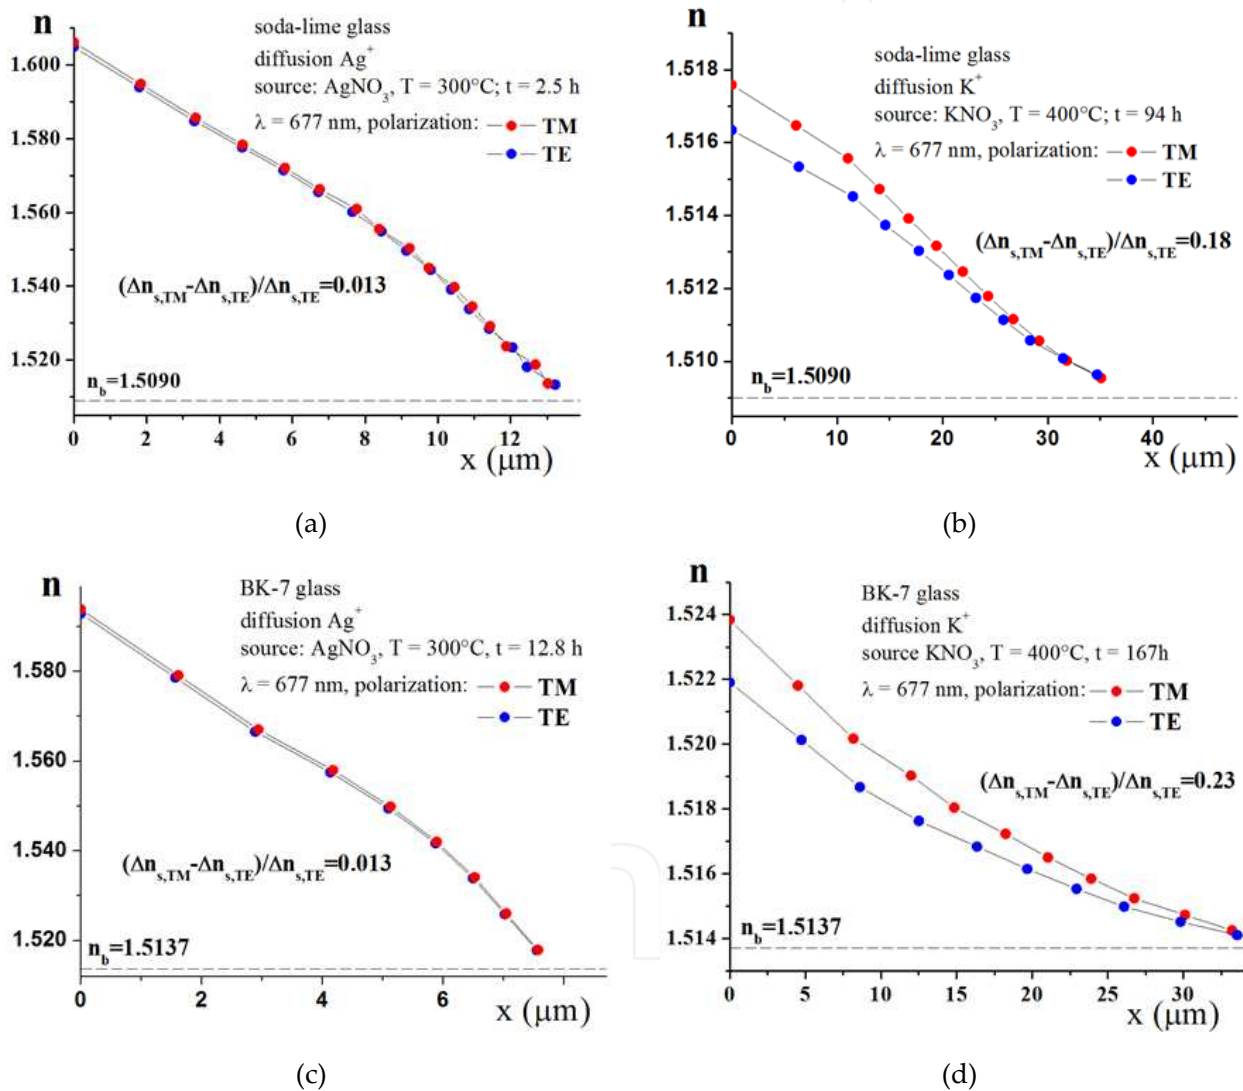 n
1.600
1.580
1.560
1.540
1.520
soda-lime glass
diffusion Ag⁺
source: AgNO₃, T = 300°C; t = 2.5 h
λ = 677 nm, polarization: TM
TE
(Δnₛ,TM-Δnₛ,TE)/Δnₛ,TE=0.013
n_b=1.5090
0 2 4 6 8 10 12
x (μm)
(a)
n
1.518
1.516
1.514
1.512
1.510
soda-lime glass
diffusion K⁺
source: KNO₃, T = 400°C; t = 94 h
λ = 677 nm, polarization: TM
TE
(Δnₛ,TM-Δnₛ,TE)/Δnₛ,TE=0.18
n_b=1.5090
0 10 20 30 40
x (μm)
(b)
n
1.580
1.560
1.540
1.520
BK-7 glass
diffusion Ag⁺
source: AgNO₃, T = 300°C, t = 12.8 h
λ = 677 nm, polarization: TM
TE
(Δnₛ,TM-Δnₛ,TE)/Δnₛ,TE=0.013
n_b=1.5137
0 2 4 6
x (μm)
(c)
n
1.524
1.522
1.520
1.518
1.516
1.514
BK-7 glass
diffusion K⁺
source KNO₃, T = 400°C, t = 167h
λ = 677 nm, polarization: TM
TE
(Δnₛ,TM-Δnₛ,TE)/Δnₛ,TE=0.23
n_b=1.5137
0 5 10 15 20 25 30
x (μm)
(d)